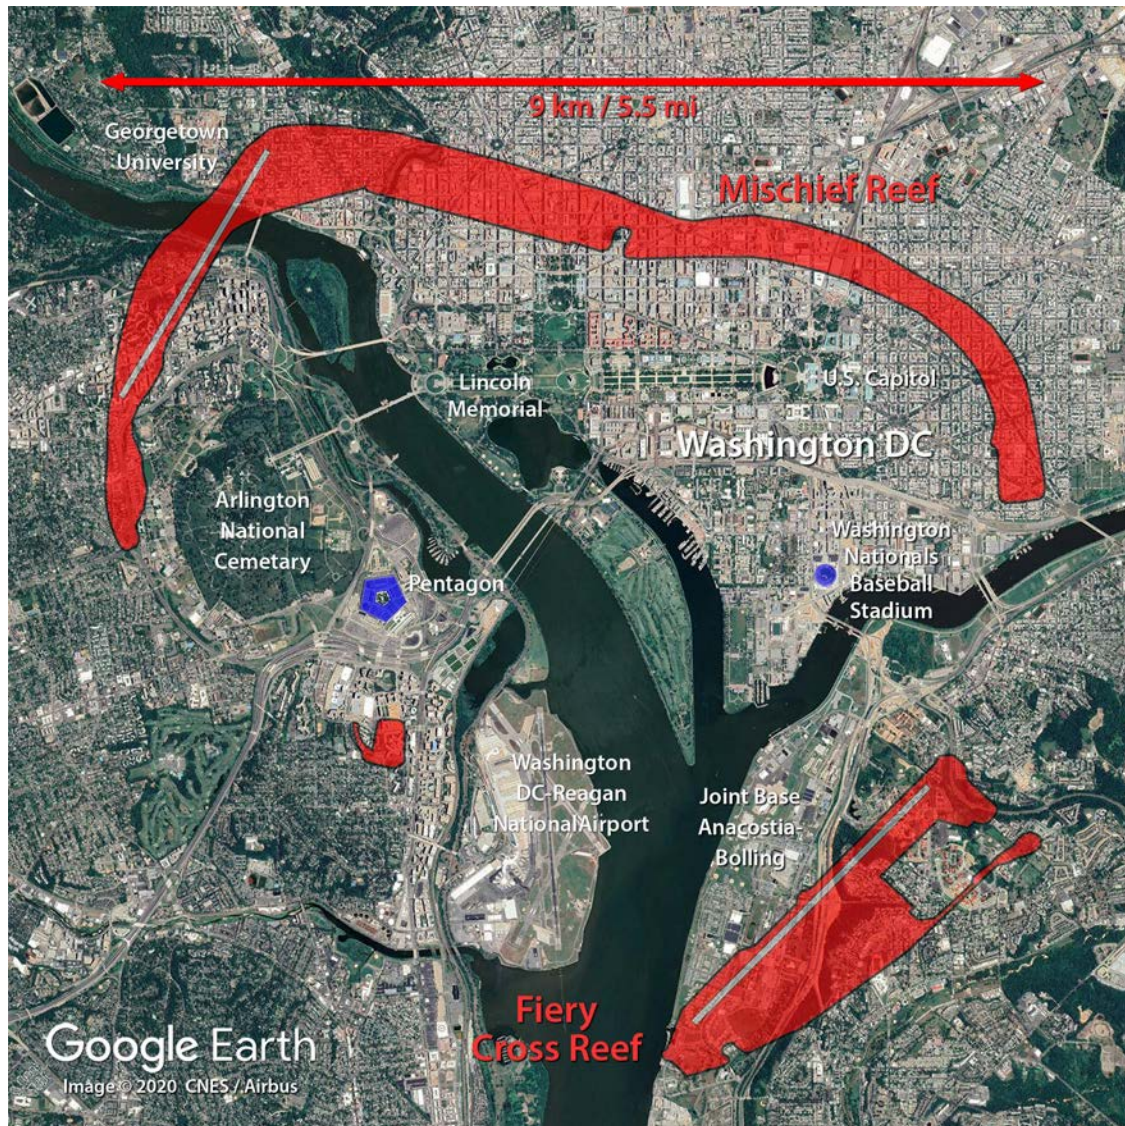 9 km / 5.5 mi
Georgetown
University
Mischief Reef
Lincoln
Memorial
U.S. Capitol
Washington DC
Arlington
National
Cemetary
Pentagon
Washington
Nationals
Baseball
Stadium
Washington
DC-Reagan
NationalAirport
Joint Base
Anacostia-
Bolling
Fiery
Cross Reef
Google Earth
Image © 2020 CNES / Airbus